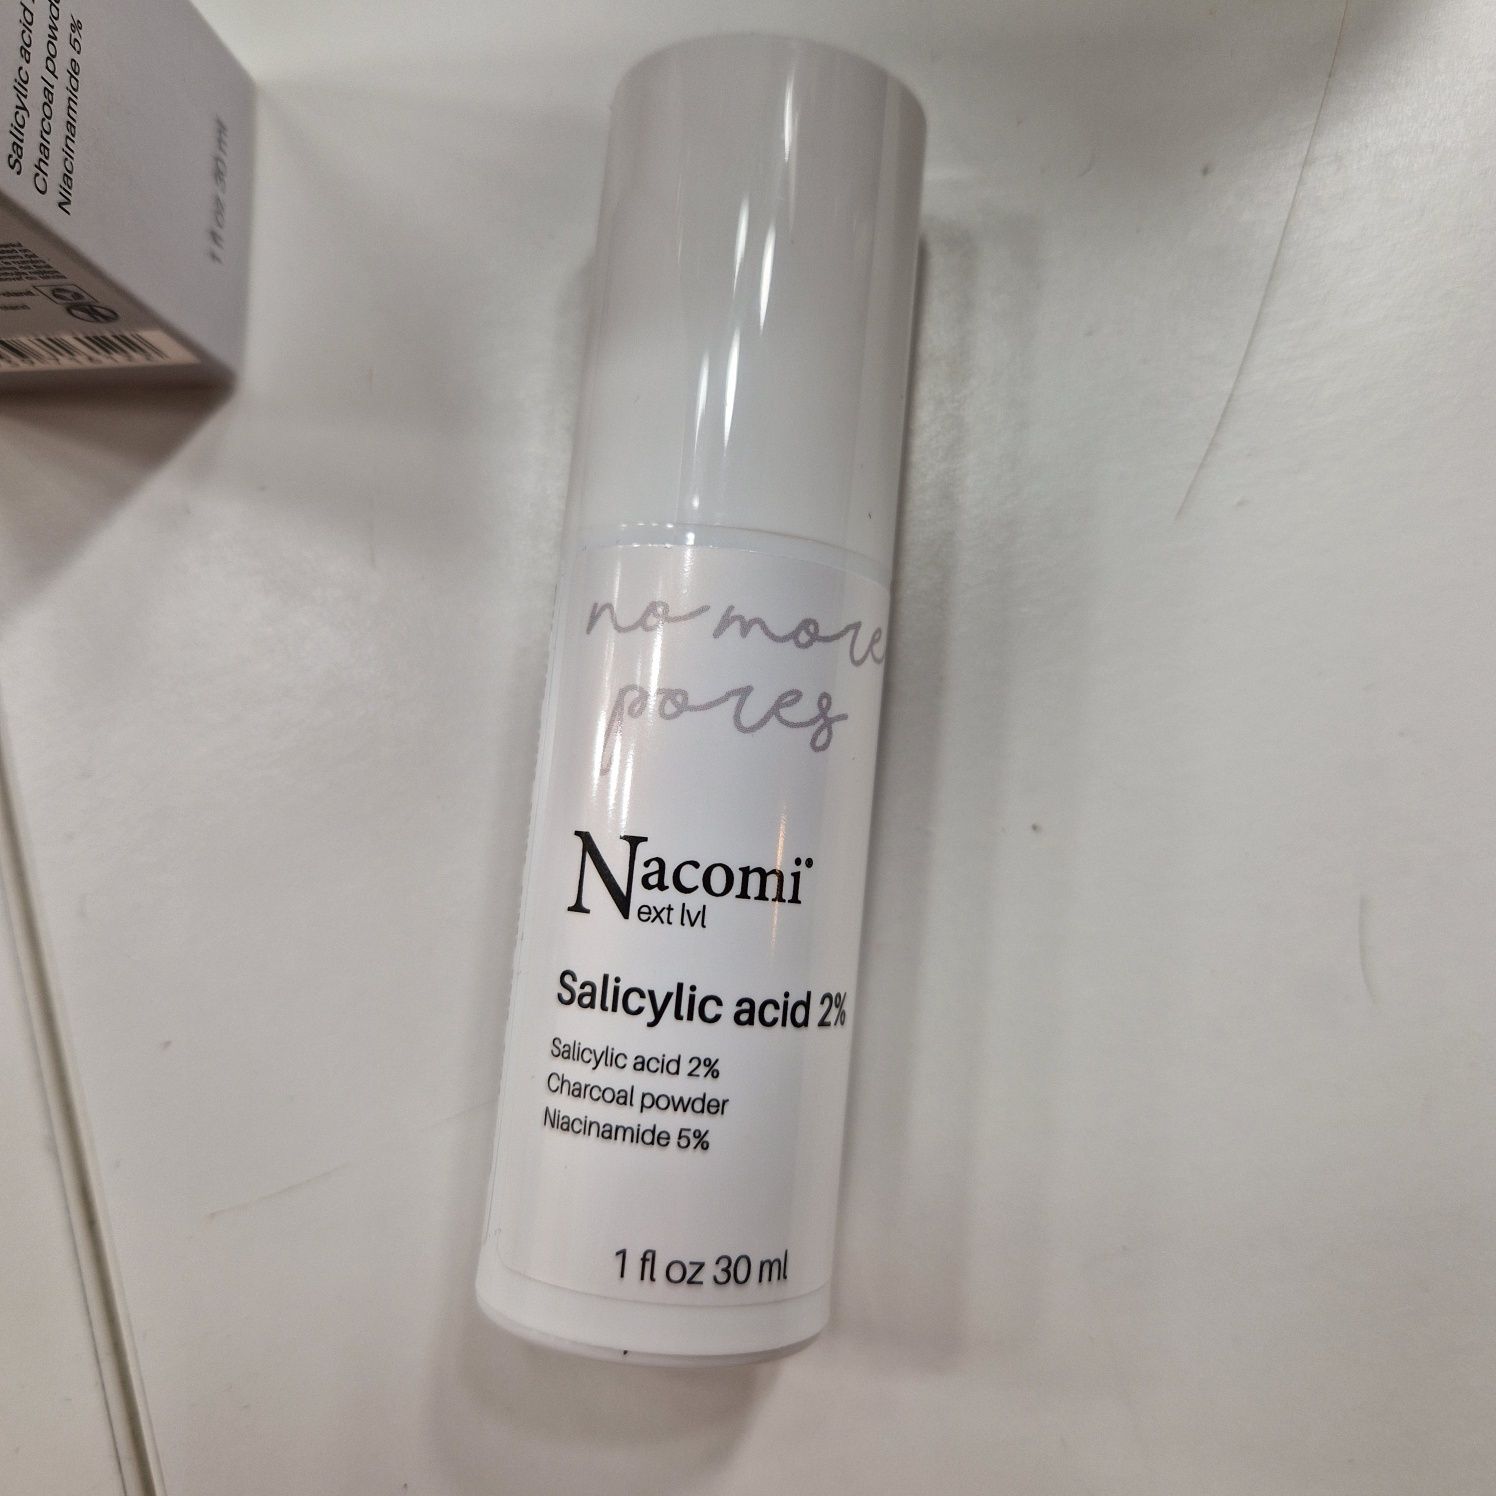 Salicylic acid
Charcoal powd
Niacinamide 5%
1 fl oz 30 ml
no more
pores
Nacomi
ext lvl
Salicylic acid 2%
Salicylic acid 2%
Charcoal powder
Niacinamide 5%
1 fl oz 30 ml